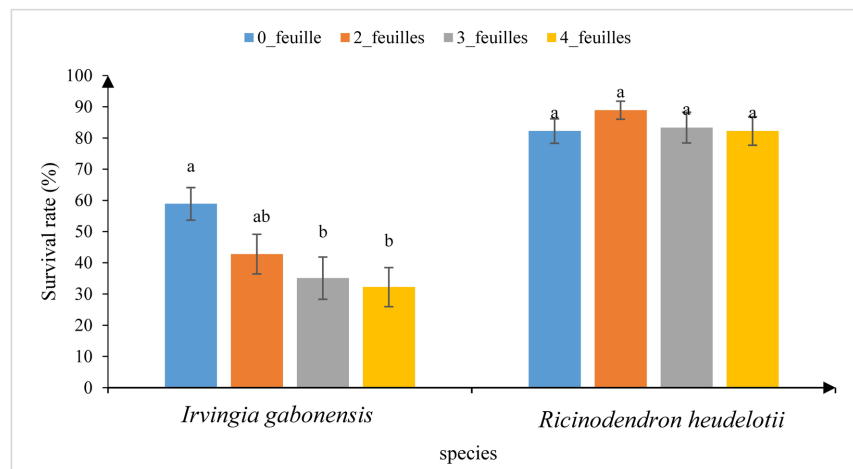 0_feuille 2_feuilles 3_feuilles 4_feuilles
100
90
80
70
60
50
40
30
20
10
0
Survival rate (%)
a
ab
b
b
a
a
a
a
Irvingia gabonensis
Ricinodendron heudelotii
species